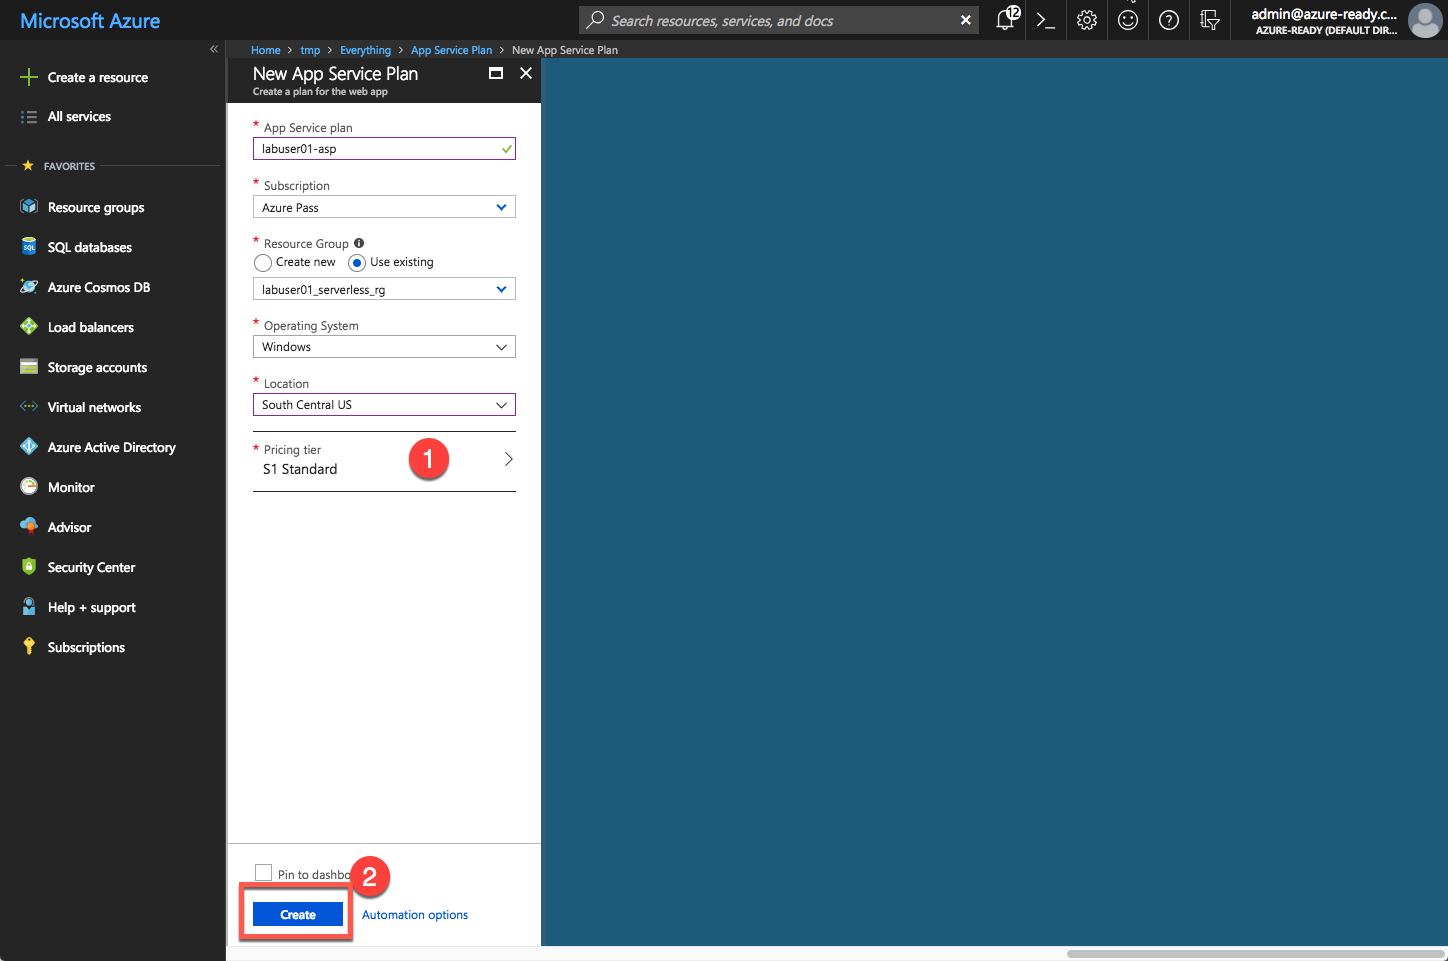 Microsoft Azure
Search resources, services, and docs
12
admin@azure-ready.c...
AZURE-READY (DEFAULT DIR...
Home > tmp > Everything > App Service Plan > New App Service Plan
Create a resource
All services
FAVORITES
Resource groups
SQL databases
Azure Cosmos DB
Load balancers
Storage accounts
Virtual networks
Azure Active Directory
Monitor
Advisor
Security Center
Help + support
Subscriptions
New App Service Plan
Create a plan for the web app
* App Service plan
labuser01-asp
* Subscription
Azure Pass
* Resource Group
Create new Use existing
labuser01_serverless_rg
* Operating System
Windows
* Location
South Central US
* Pricing tier
S1 Standard
1
Pin to dashbo
2
Create
Automation options